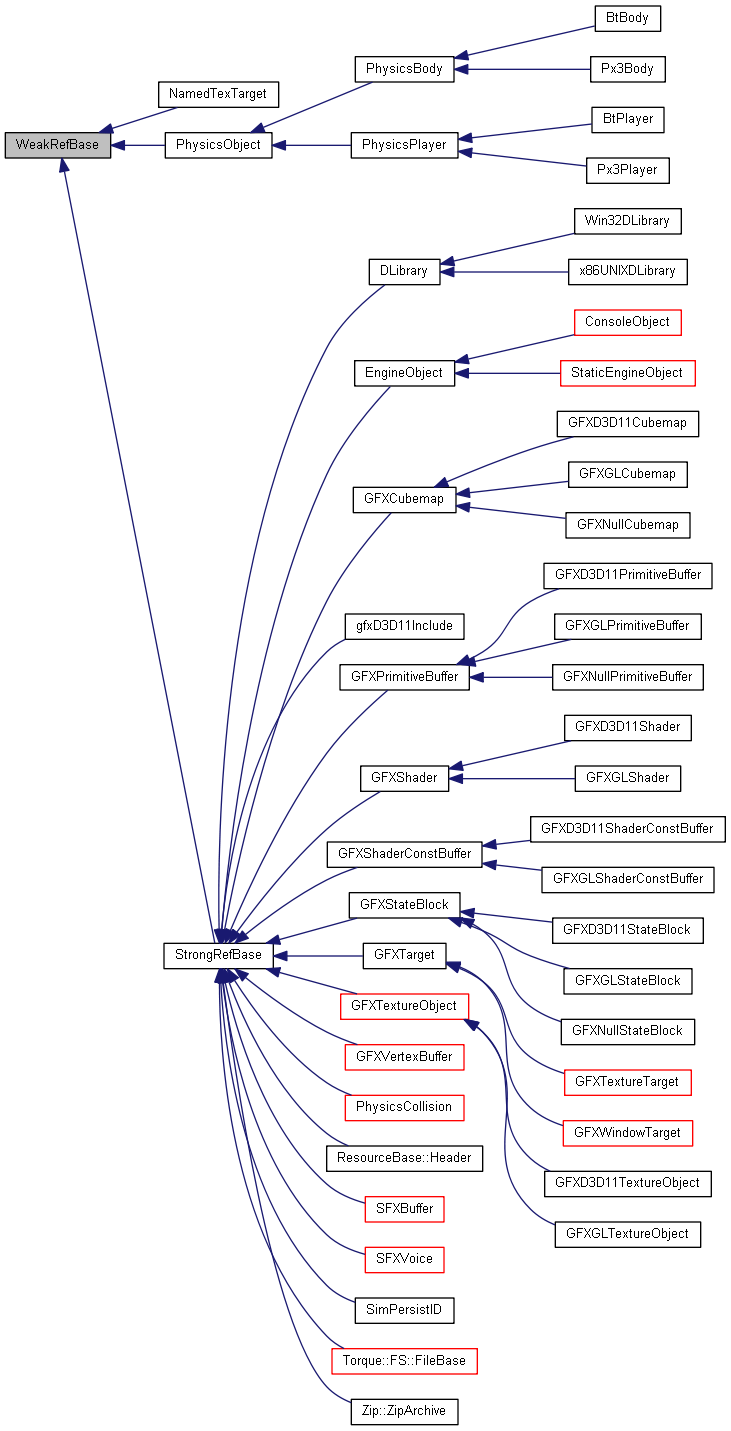 BtBody
PhysicsBody
Px3Body
NamedTexTarget
BtPlayer
WeakRefBase
PhysicsObject
PhysicsPlayer
Px3Player
Win32DLibrary
DLibrary
x86UNIXDLibrary
ConsoleObject
EngineObject
StaticEngineObject
GFXD3D11Cubemap
GFXGLCubemap
GFXCubemap
GFXNullCubemap
GFXD3D11PrimitiveBuffer
gfxD3D11Include
GFXGLPrimitiveBuffer
GFXPrimitiveBuffer
GFXNullPrimitiveBuffer
GFXD3D11Shader
GFXShader
GFXGLShader
GFXD3D11ShaderConstBuffer
GFXShaderConstBuffer
GFXGLShaderConstBuffer
GFXStateBlock
GFXD3D11StateBlock
StrongRefBase
GFXTarget
GFXGLStateBlock
GFXTextureObject
GFXNullStateBlock
GFXVertexBuffer
GFXTextureTarget
PhysicsCollision
GFXWindowTarget
ResourceBase::Header
GFXD3D11TextureObject
SFXBuffer
GFXGLTextureObject
SFXVoice
SimPersistID
Torque::FS::FileBase
Zip::ZipArchive